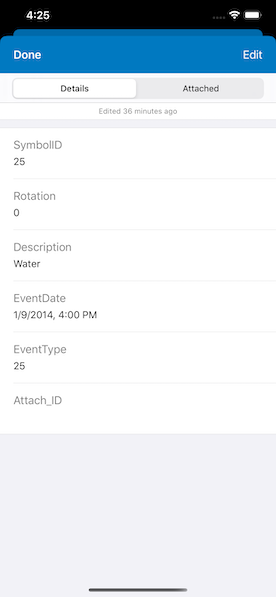 4:25
Done
Edit
Details
Attached
Edited 36 minutes ago
SymbolID
25
Rotation
0
Description
Water
EventDate
1/9/2014, 4:00 PM
EventType
25
Attach_ID